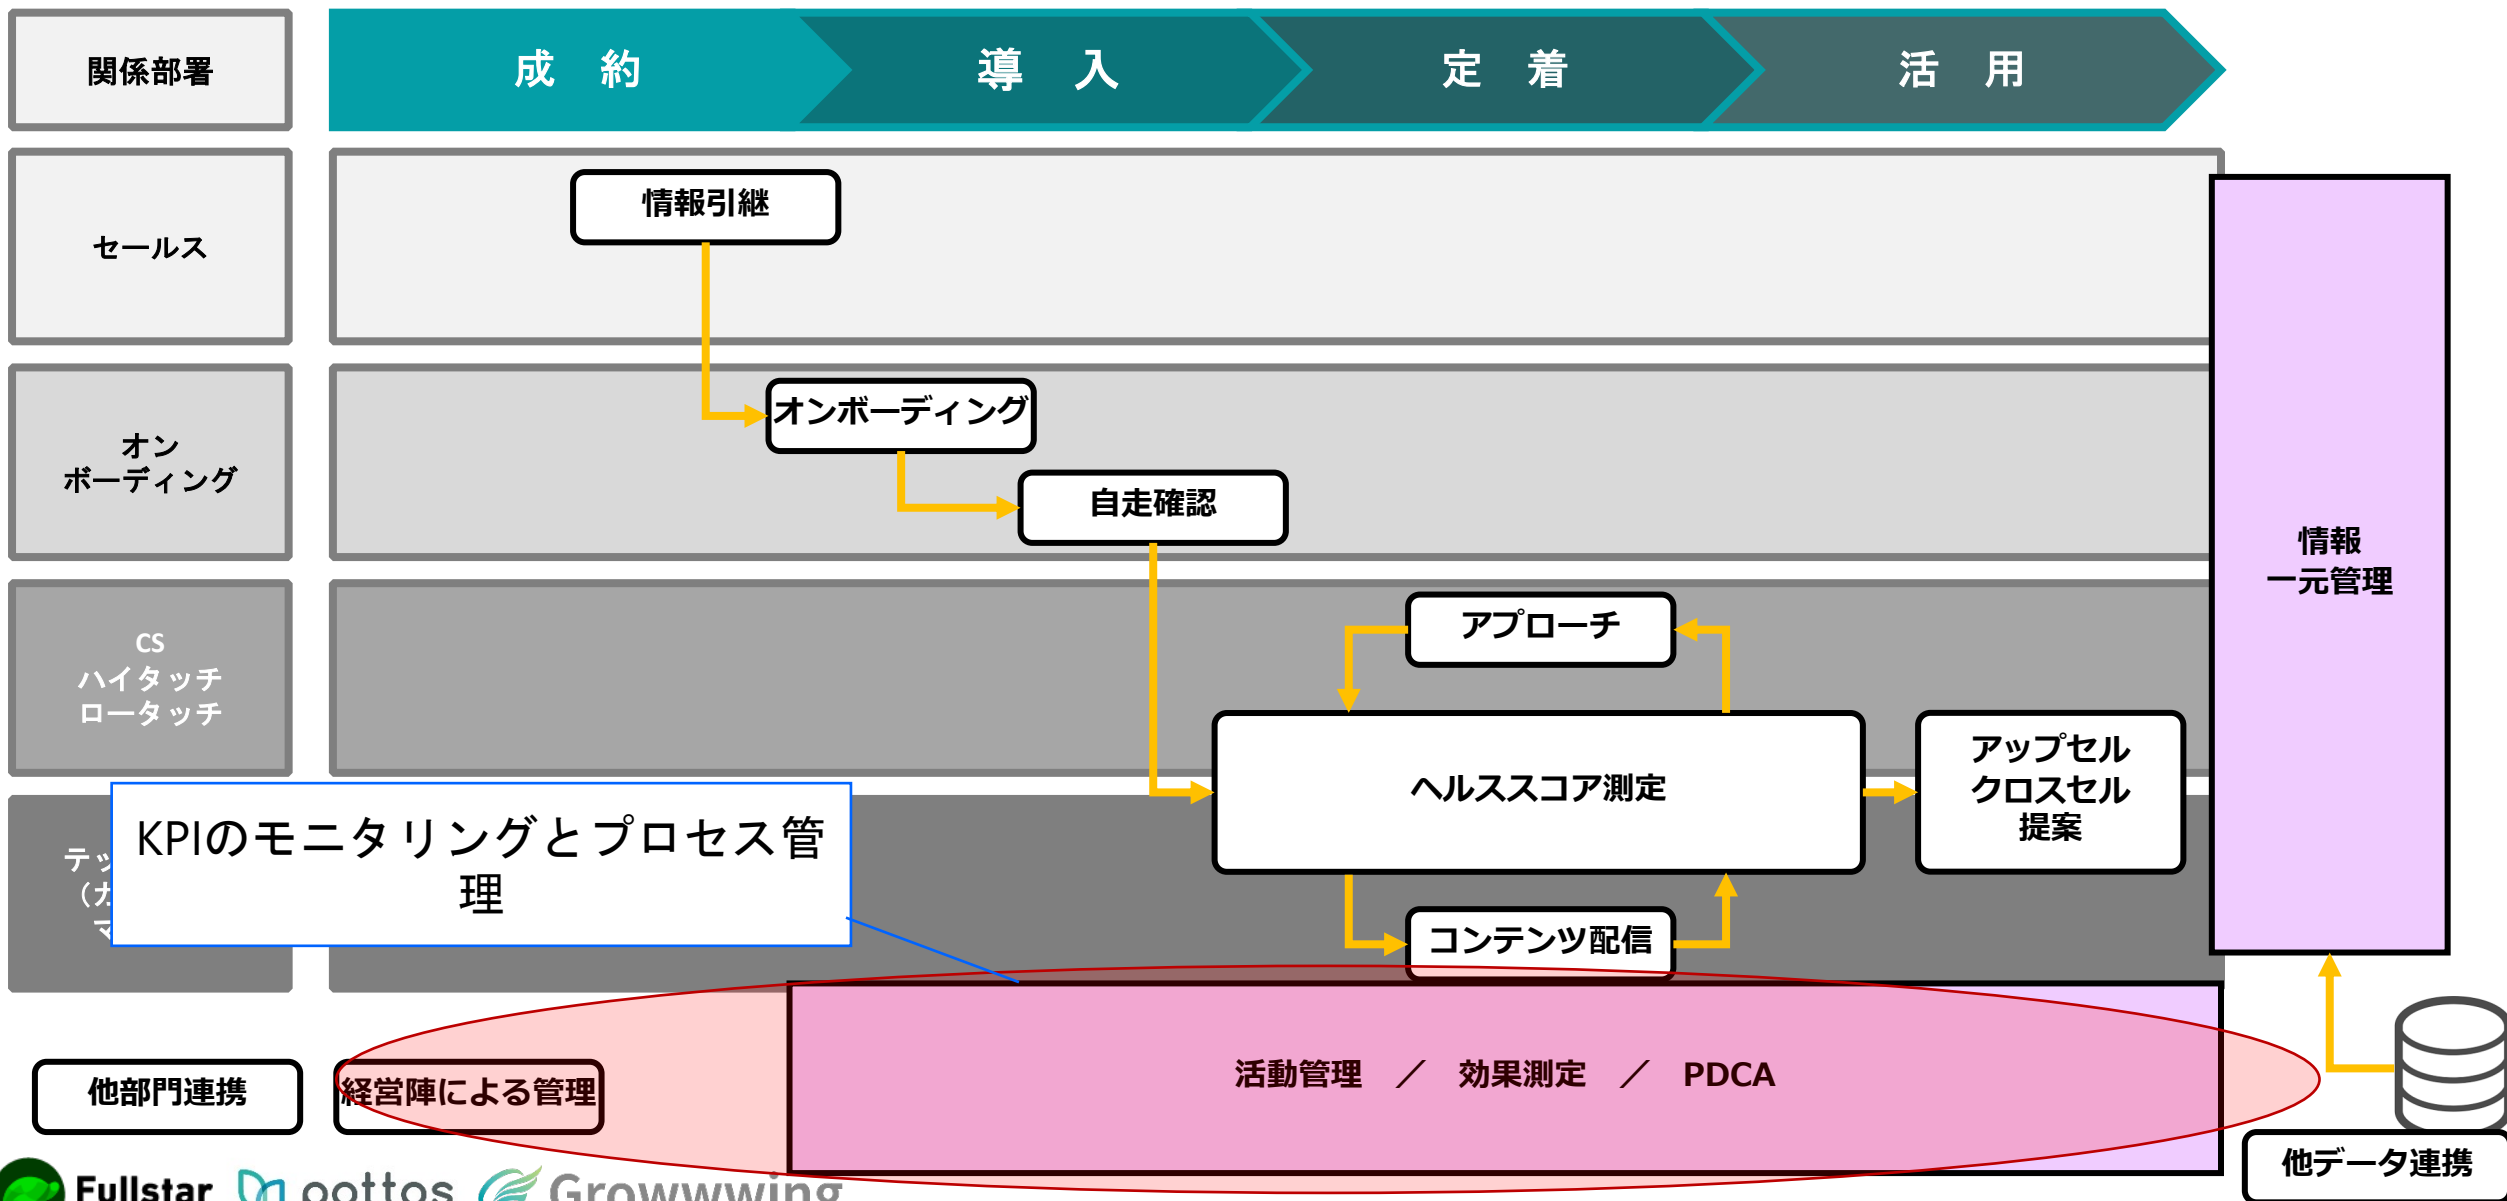 関係部署
成　約
導　入
定　着
活　用
セールス
情報引継
オン
ボーディング
オンボーディング
自走確認
情報
一元管理
CS
ハイタッチ
ロータッチ
アプローチ
ヘルススコア測定
アップセル
クロスセル
提案
KPIのモニタリングとプロセス管
理
コンテンツ配信
活動管理　／　効果測定　／　PDCA
他部門連携
経営陣による管理
他データ連携
Fullstar
pottos
Growwwing